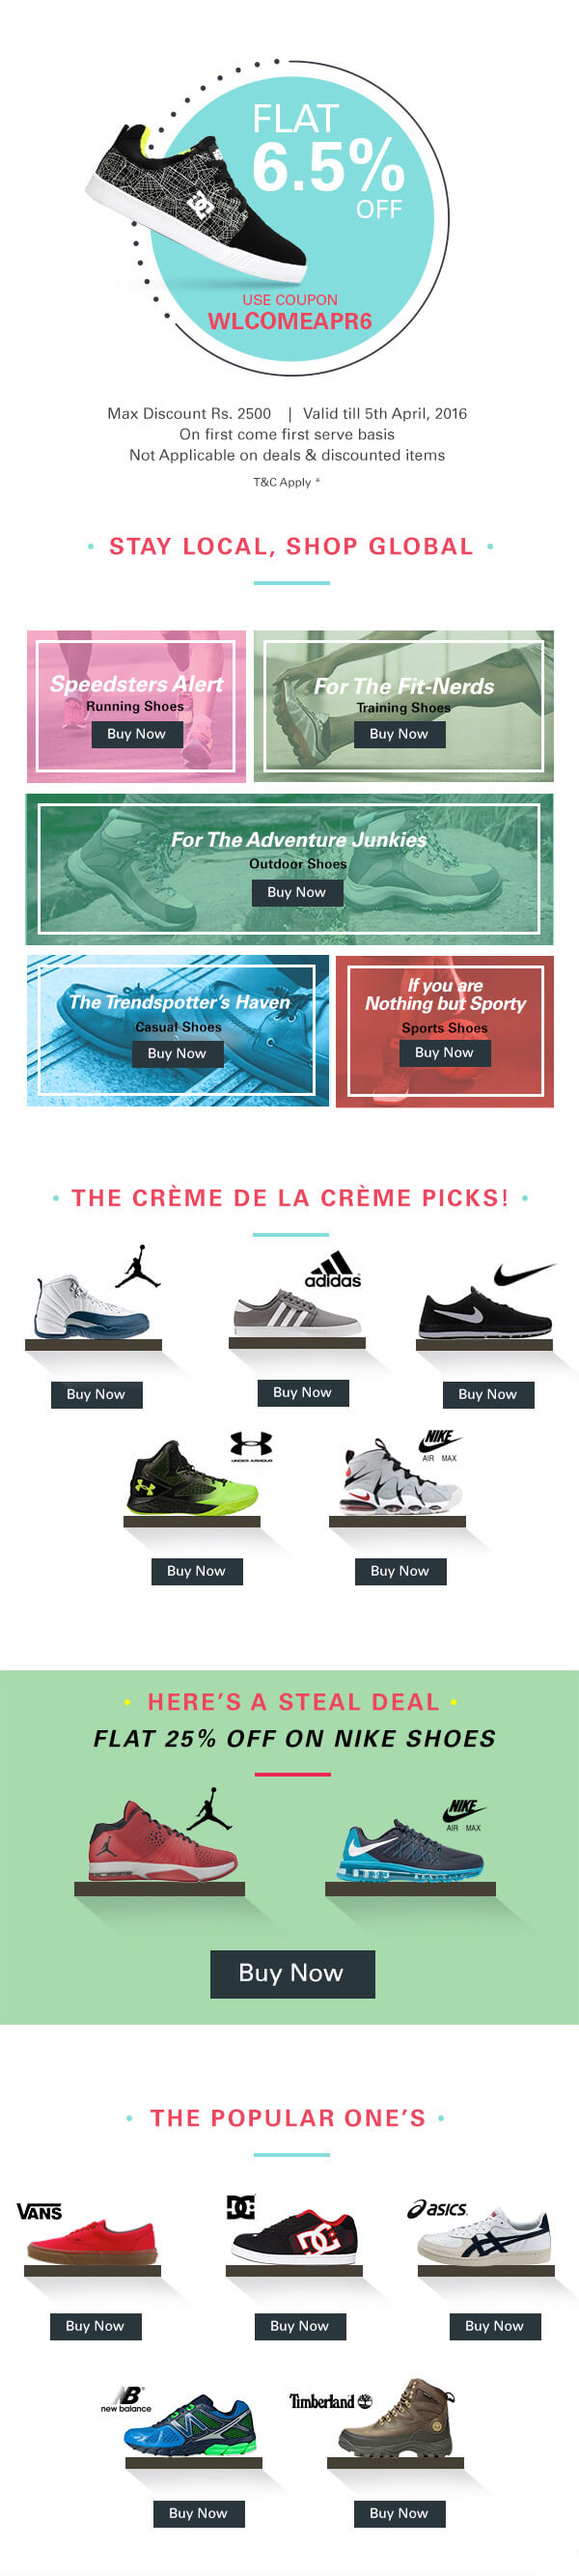 FLAT
6.5%
OFF
USE COUPON
WLCOMEAPR6
Max Discount Rs. 2500 | Valid till 5th April, 2016
On first come first serve basis
Not Applicable on deals & discounted items
T&C Apply *
• STAY LOCAL, SHOP GLOBAL •
Speedsters Alert
Running Shoes
Buy Now
For The Fit-Nerds
Training Shoes
Buy Now
For The Adventure Junkies
Outdoor Shoes
Buy Now
The Trendspotter's Haven
Casual Shoes
Buy Now
If you are
Nothing but Sporty
Sports Shoes
Buy Now
• THE CRÈME DE LA CRÈME PICKS! •
adidas
Buy Now
Buy Now
Buy Now
UNDER ARMOUR
NIKE
AIR MAX
Buy Now
Buy Now
• HERE'S A STEAL DEAL •
FLAT 25% OFF ON NIKE SHOES
NIKE
AIR MAX
Buy Now
• THE POPULAR ONE'S •
VANS
DC
asics
Buy Now
Buy Now
Buy Now
new balance
Timberland
Buy Now
Buy Now